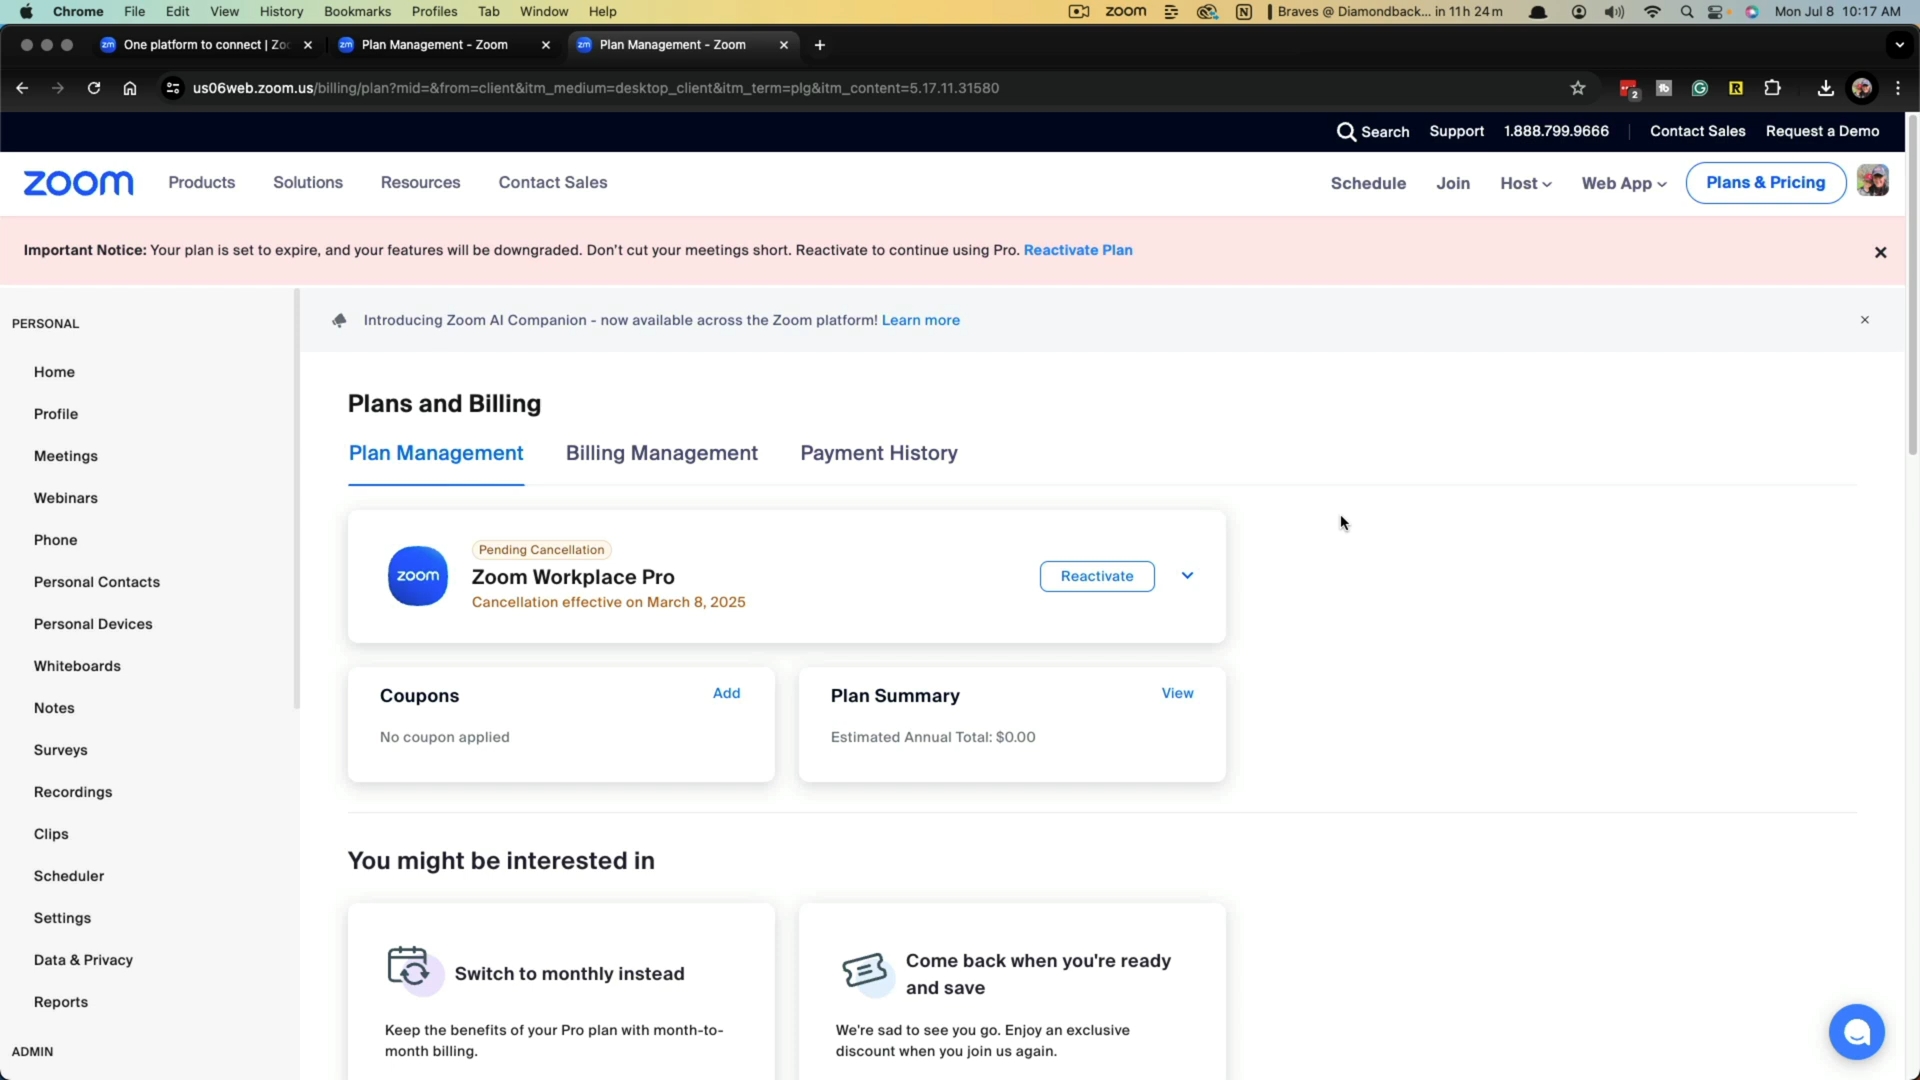 Chrome File Edit View History Bookmarks Profiles Tab Window Help
zoom Braves @ Diamondback... in 11h 24m Mon Jul 8 10:17 AM
One platform to connect | Zo
Plan Management - Zoom
Plan Management - Zoom
us06web.zoom.us/billing/plan?mid=&from=client&itm_medium=desktop_client&itm_term=plg&itm_content=5.17.11.31580
Search Support 1.888.799.9666 Contact Sales Request a Demo
zoom Products Solutions Resources Contact Sales Schedule Join Host Web App Plans & Pricing
Important Notice: Your plan is set to expire, and your features will be downgraded. Don't cut your meetings short. Reactivate to continue using Pro. Reactivate Plan
PERSONAL
Home
Profile
Meetings
Webinars
Phone
Personal Contacts
Personal Devices
Whiteboards
Notes
Surveys
Recordings
Clips
Scheduler
Settings
Data & Privacy
Reports
ADMIN
Introducing Zoom AI Companion - now available across the Zoom platform! Learn more
Plans and Billing
Plan Management Billing Management Payment History
Pending Cancellation
zoom
Zoom Workplace Pro
Cancellation effective on March 8, 2025
Reactivate
Coupons Add
No coupon applied
Plan Summary View
Estimated Annual Total: $0.00
You might be interested in
Switch to monthly instead
Keep the benefits of your Pro plan with month-to-
month billing.
Come back when you're ready
and save
We're sad to see you go. Enjoy an exclusive
discount when you join us again.